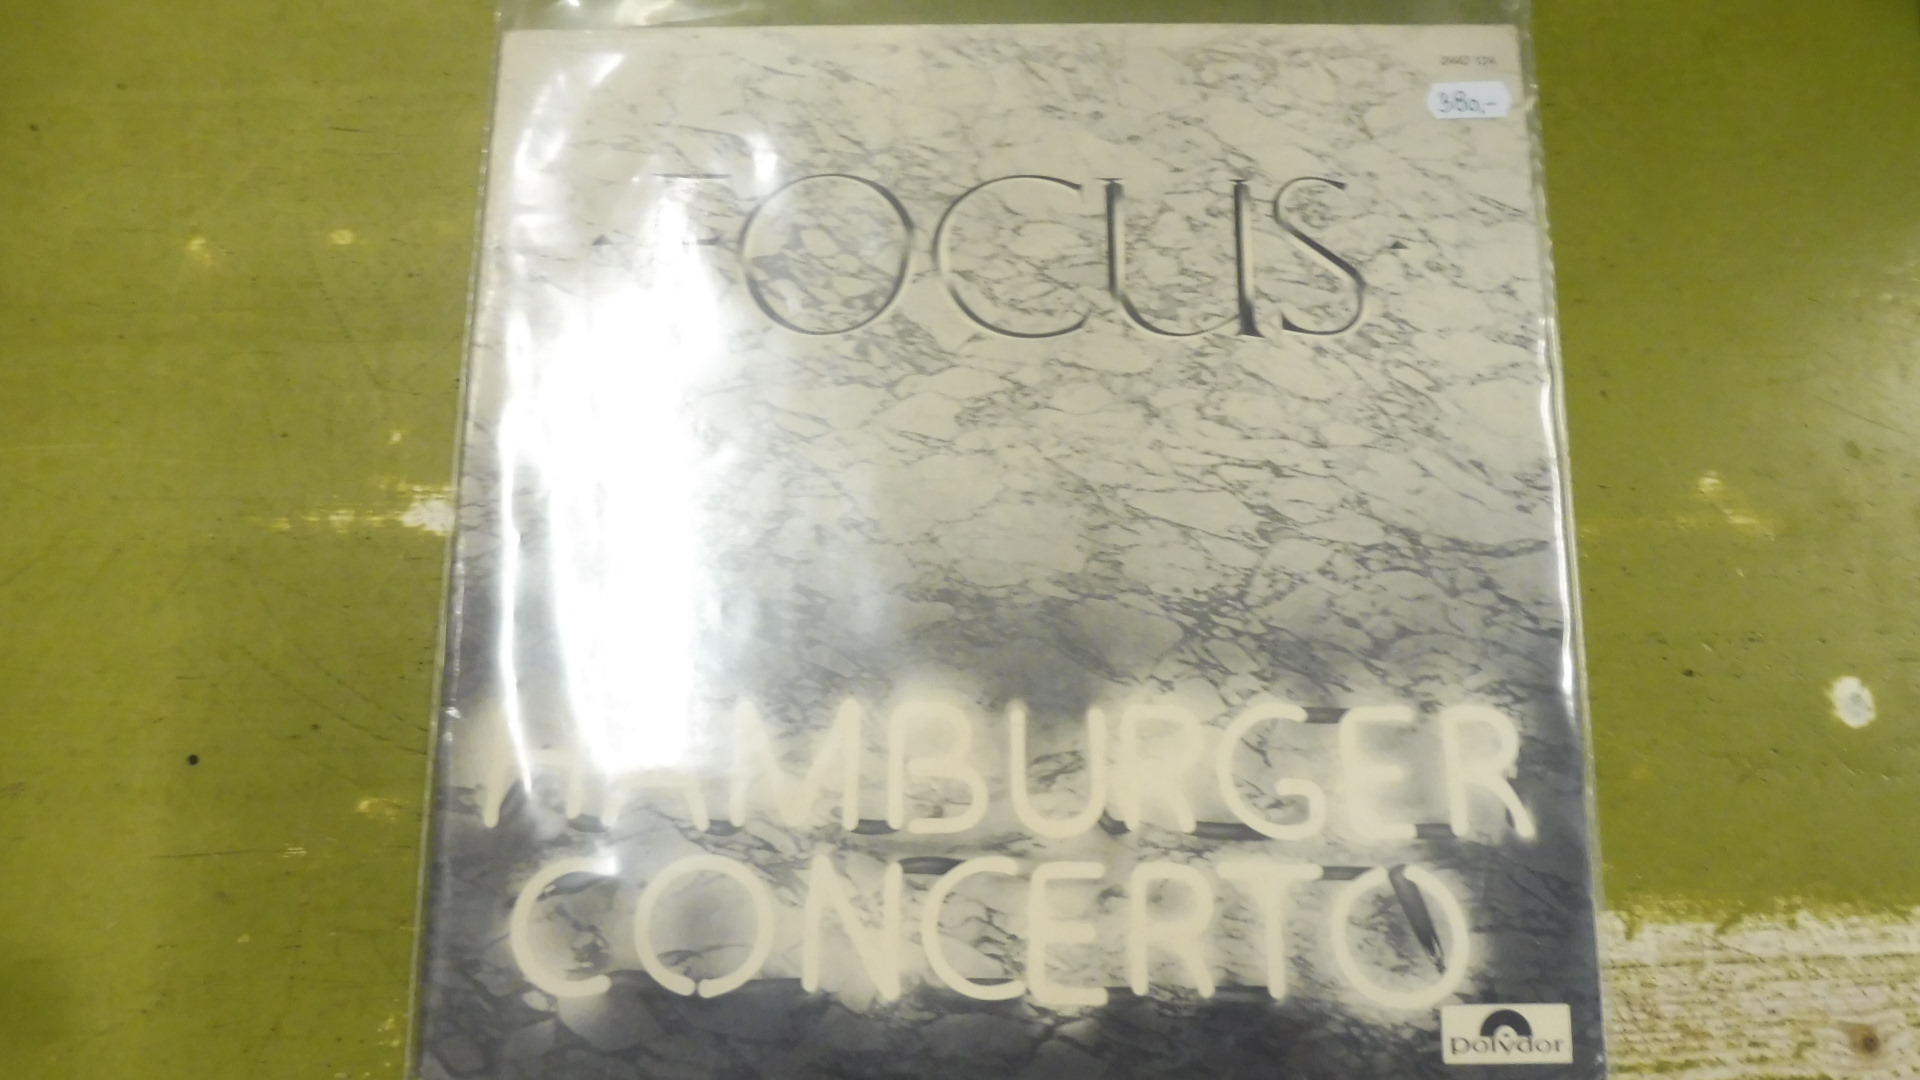 2442 124
380,-
FOCUS
HAMBURGER
CONCERTO
polydor